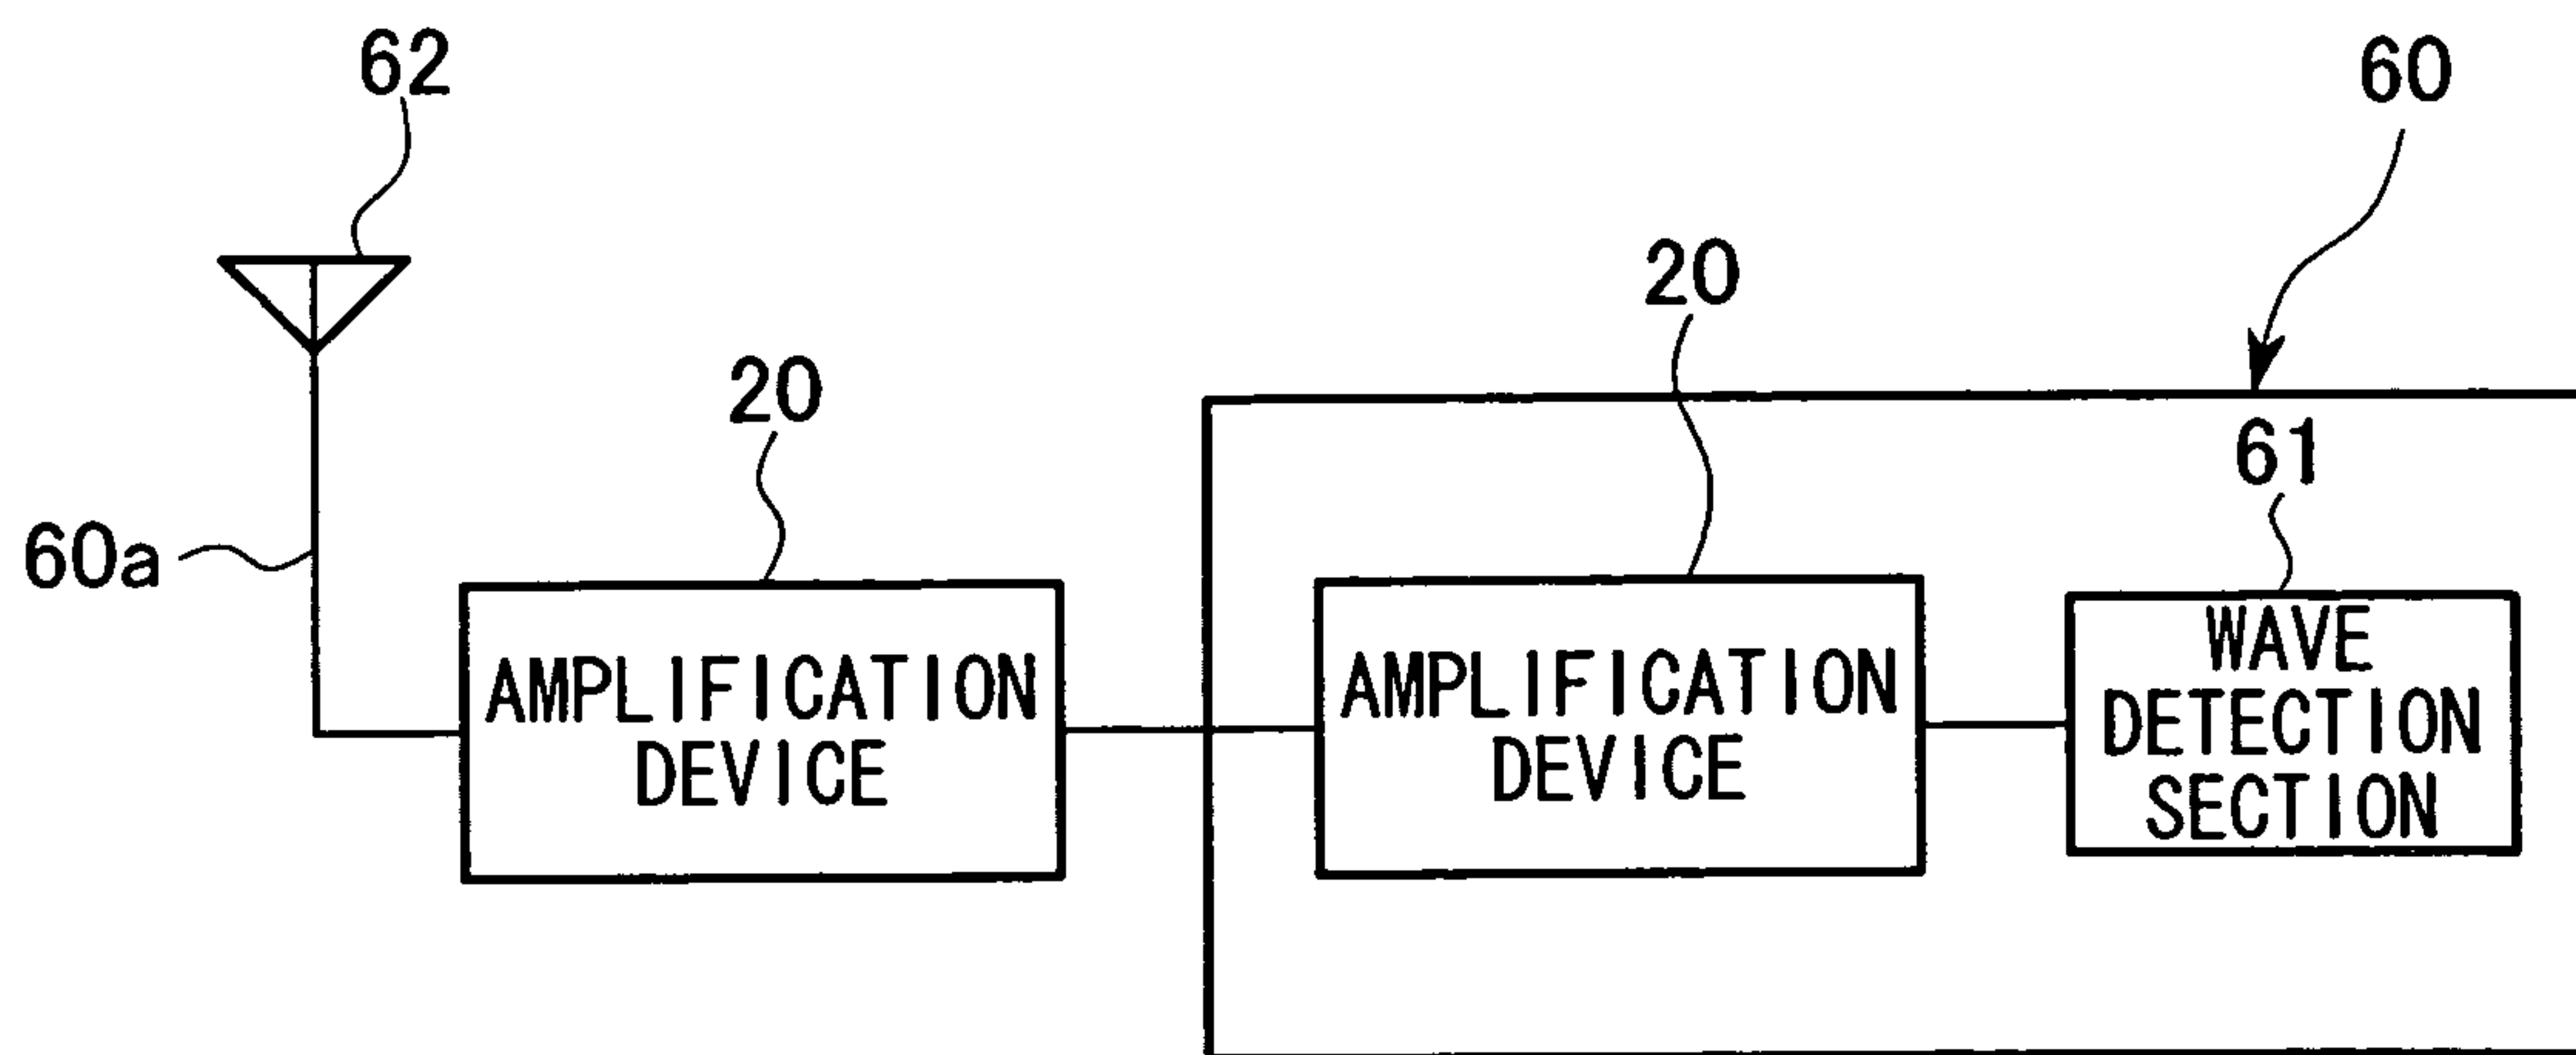 62
60
20
20
61
60a
AMPLIFICATION
DEVICE
AMPLIFICATION
DEVICE
WAVE
DETECTION
SECTION